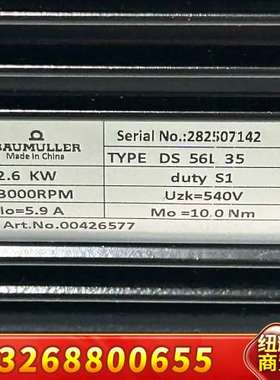 BAUMULLER Serial No.:282507142
Made in China
TYPE DS 56L 35
2.6 KW duty S1
3000RPM Uzk=540V
Io=5.9 A Mo =10.0 Nm
Art.No.00426577
3268800655